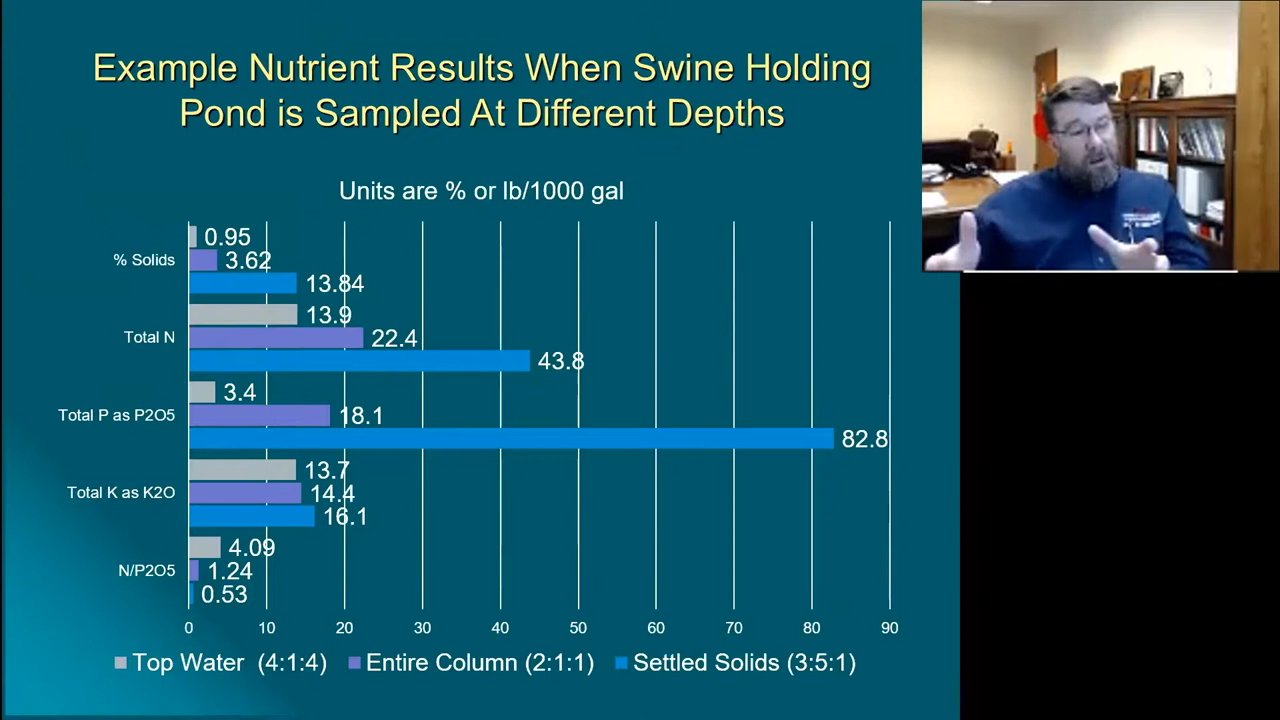 Example Nutrient Results When Swine Holding
Pond is Sampled At Different Depths
Units are % or lb/1000 gal
% Solids
0.95
3.62
13.84
Total N
13.9
22.4
43.8
Total P as P2O5
3.4
18.1
82.8
Total K as K2O
13.7
14.4
16.1
N/P2O5
4.09
1.24
0.53
0 10 20 30 40 50 60 70 80 90
Top Water (4:1:4) Entire Column (2:1:1) Settled Solids (3:5:1)